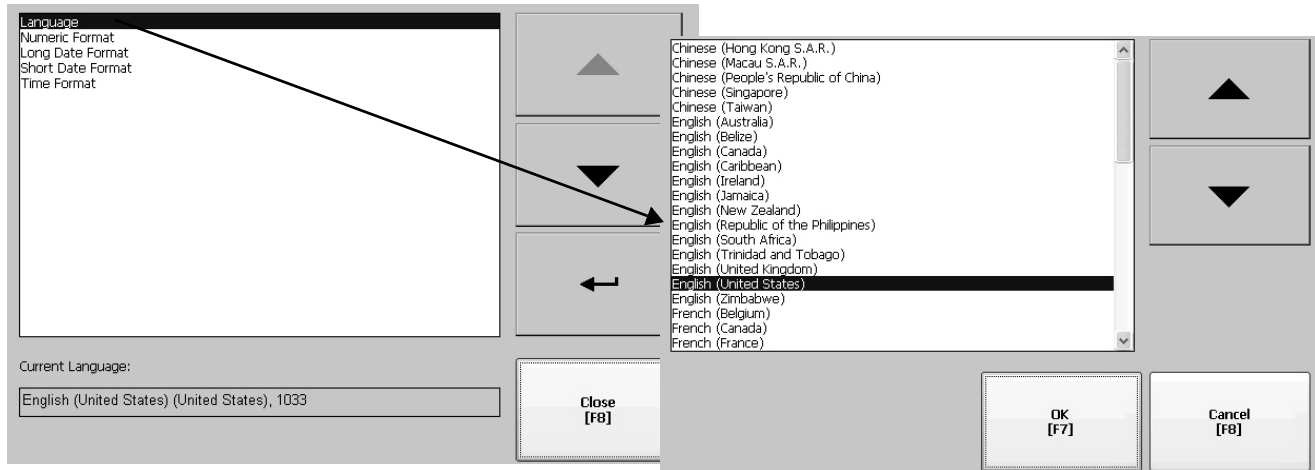 Language
Numeric Format
Long Date Format
Short Date Format
Time Format
Current Language:
English (United States) (United States), 1033
Close
[F8]
Chinese (Hong Kong S.A.R.)
Chinese (Macau S.A.R.)
Chinese (People's Republic of China)
Chinese (Singapore)
Chinese (Taiwan)
English (Australia)
English (Belize)
English (Canada)
English (Caribbean)
English (Ireland)
English (Jamaica)
English (New Zealand)
English (Republic of the Philippines)
English (South Africa)
English (Trinidad and Tobago)
English (United Kingdom)
English (United States)
English (Zimbabwe)
French (Belgium)
French (Canada)
French (France)
OK
[F7]
Cancel
[F8]